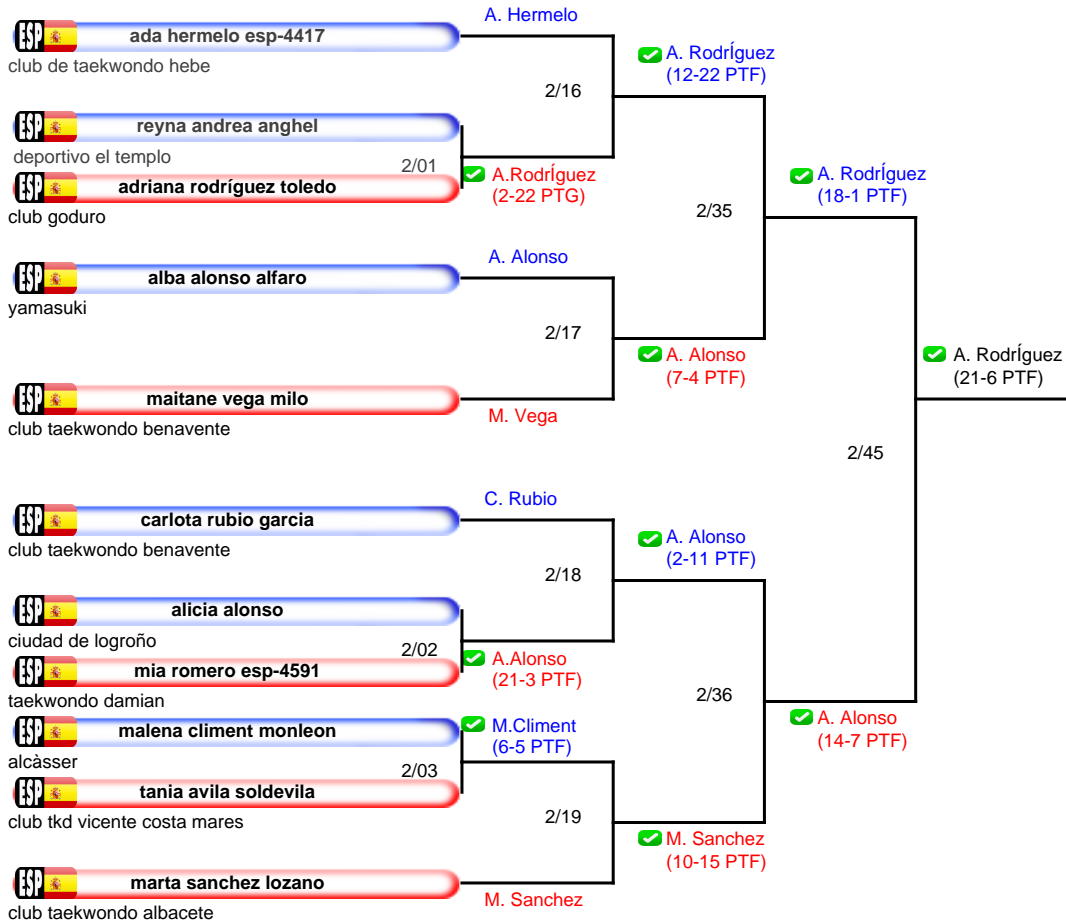 A. Hermelo
ESP ada hermelo esp-4417
club de taekwondo hebe
A. RodrÍguez
(12-22 PTF)
2/16
ESP reyna andrea anghel
deportivo el templo
2/01
ESP adriana rodríguez toledo
club goduro
A.RodrÍguez
(2-22 PTG)
A. RodrÍguez
(18-1 PTF)
2/35
A. Alonso
ESP alba alonso alfaro
yamasuki
2/17
A. Alonso
(7-4 PTF)
ESP maitane vega milo
club taekwondo benavente
M. Vega
A. RodrÍguez
(21-6 PTF)
2/45
C. Rubio
ESP carlota rubio garcia
club taekwondo benavente
A. Alonso
(2-11 PTF)
2/18
ESP alicia alonso
ciudad de logroño
2/02
ESP mia romero esp-4591
taekwondo damian
A.Alonso
(21-3 PTF)
2/36
A. Alonso
(14-7 PTF)
ESP malena climent monleon
alcàsser
M.Climent
(6-5 PTF)
2/03
ESP tania avila soldevila
club tkd vicente costa mares
2/19
M. Sanchez
(10-15 PTF)
ESP marta sanchez lozano
club taekwondo albacete
M. Sanchez